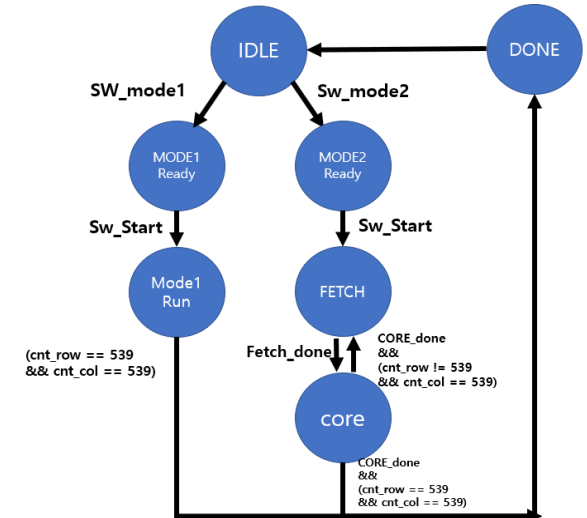 IDLE
DONE
SW_mode1
Sw_mode2
MODE1
Ready
MODE2
Ready
Sw_Start
Sw_Start
Mode1
Run
FETCH
(cnt_row == 539
&& cnt_col == 539)
Fetch_done
CORE_done
&&
(cnt_row != 539
&& cnt_col == 539)
core
CORE_done
&&
(cnt_row == 539
&& cnt_col == 539)